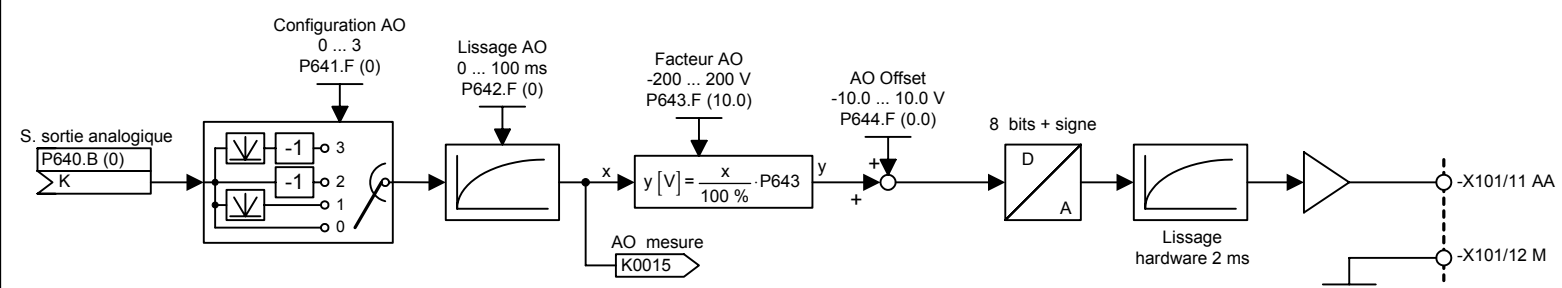 Configuration AO
0 ... 3
P641.F (0)
Lissage AO
0 ... 100 ms
P642.F (0)
Facteur AO
-200 ... 200 V
P643.F (10.0)
AO Offset
-10.0 ... 10.0 V
P644.F (0.0)
S. sortie analogique
P640.B (0)
K
-1
3
-1
2
1
0
x
y [V] = x / 100 % ·P643
y
+
+
8 bits + signe
D
A
Lissage
hardware 2 ms
AO mesure
K0015
-X101/11 AA
-X101/12 M